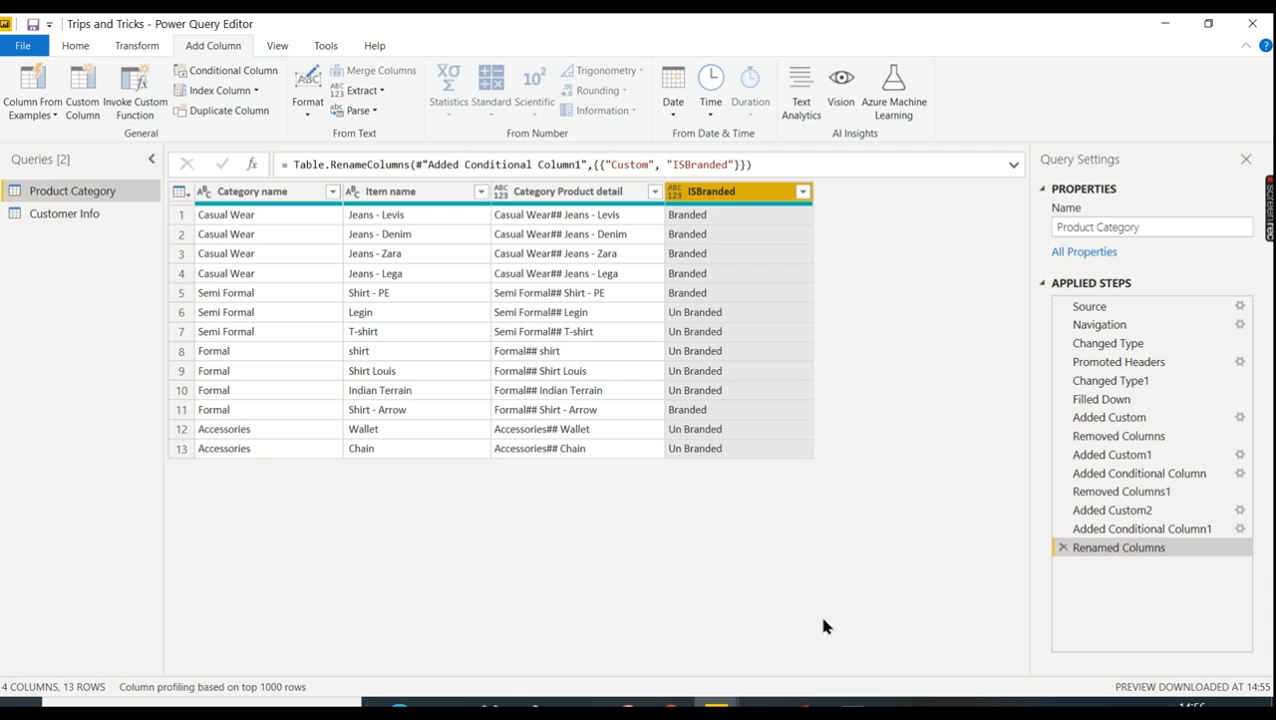 Trips and Tricks - Power Query Editor
File Home Transform Add Column View Tools Help
Column From Examples
Custom Column
Invoke Custom Function
Conditional Column
Index Column
Duplicate Column
General
ABC
Format
Merge Columns
Extract
Parse
From Text
Statistics
Standard
10²
Scientific
Trigonometry
Rounding
Information
From Number
Date
Time
Duration
From Date & Time
Text Analytics
Vision
Azure Machine Learning
AI Insights
Queries [2]
Product Category
Customer Info
= Table.RenameColumns(#"Added Conditional Column1",{{"Custom", "ISBranded"}})
Category name Item name Category Product detail ISBranded
1 Casual Wear Jeans - Levis Casual Wear## Jeans - Levis Branded
2 Casual Wear Jeans - Denim Casual Wear## Jeans - Denim Branded
3 Casual Wear Jeans - Zara Casual Wear## Jeans - Zara Branded
4 Casual Wear Jeans - Lega Casual Wear## Jeans - Lega Branded
5 Semi Formal Shirt - PE Semi Formal## Shirt - PE Branded
6 Semi Formal Legin Semi Formal## Legin Un Branded
7 Semi Formal T-shirt Semi Formal## T-shirt Un Branded
8 Formal shirt Formal## shirt Un Branded
9 Formal Shirt Louis Formal## Shirt Louis Un Branded
10 Formal Indian Terrain Formal## Indian Terrain Un Branded
11 Formal Shirt - Arrow Formal## Shirt - Arrow Branded
12 Accessories Wallet Accessories## Wallet Un Branded
13 Accessories Chain Accessories## Chain Un Branded
Query Settings
PROPERTIES
Name
Product Category
All Properties
APPLIED STEPS
Source
Navigation
Changed Type
Promoted Headers
Changed Type1
Filled Down
Added Custom
Removed Columns
Added Custom1
Added Conditional Column
Removed Columns1
Added Custom2
Added Conditional Column1
Renamed Columns
screenrec
4 COLUMNS, 13 ROWS Column profiling based on top 1000 rows
PREVIEW DOWNLOADED AT 14:55